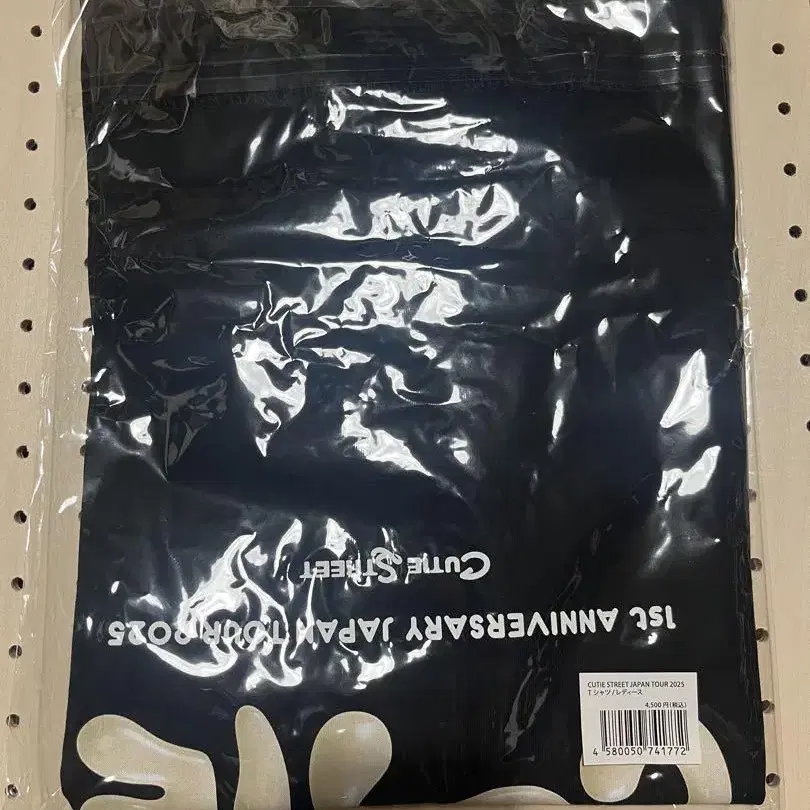 CUTIE STREET
1st ANNIVERSARY JAPAN TOUR 2025
CUTIE STREET JAPAN TOUR 2025
Tシャツ/レディース
4,500円(税込)
4 580050 741772